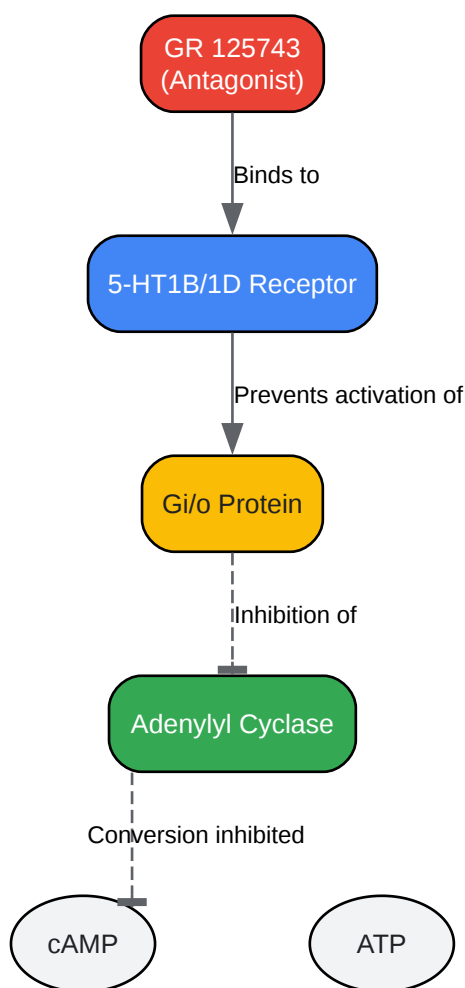 GR 125743
(Antagonist)
Binds to
5-HT1B/1D Receptor
Prevents activation of
Gi/o Protein
Inhibition of
Adenylyl Cyclase
Conversion inhibited
cAMP
ATP